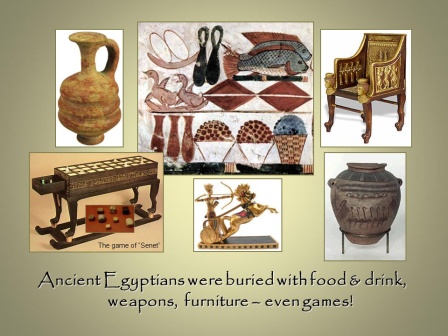 The game of "Senet"
Ancient Egyptians were buried with food & drink,
weapons, furniture – even games!